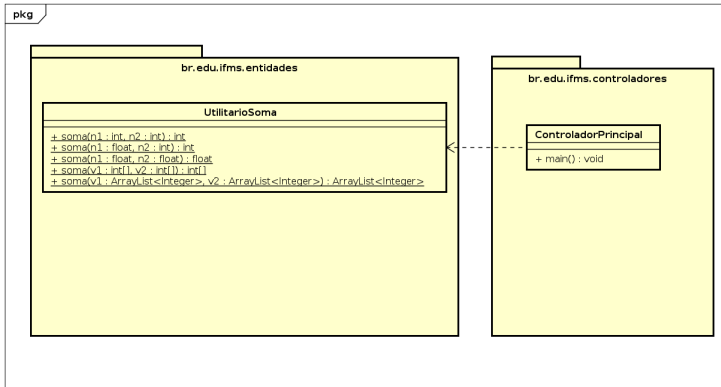 pkg
br.edu.ifms.entidades
UtilitarioSoma
+ soma(n1 : int, n2 : int) : int
+ soma(n1 : float, n2 : int) : int
+ soma(n1 : float, n2 : float) : float
+ soma(v1 : int[], v2 : int[]) : int[]
+ soma(v1 : ArrayList<Integer>, v2 : ArrayList<Integer>) : ArrayList<Integer>
br.edu.ifms.controladores
ControladorPrincipal
+ main() : void